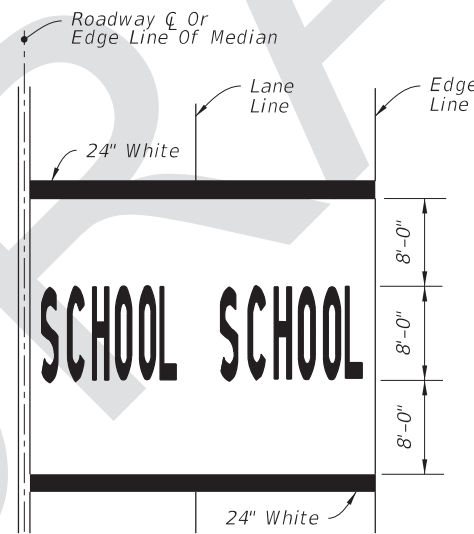 Roadway ℄ Or
Edge Line Of Median
Lane
Line
Edge
Line
24" White
8'-0"
SCHOOL SCHOOL
8'-0"
8'-0"
24" White